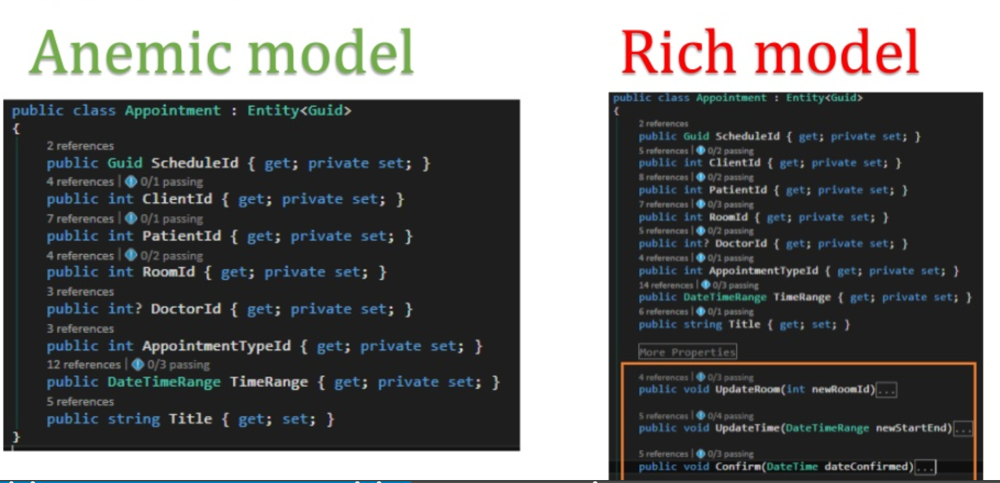 Anemic model
public class Appointment : Entity<Guid>
{
2 references
public Guid ScheduleId { get; private set; }
4 references | 0/1 passing
public int ClientId { get; private set; }
7 references | 0/1 passing
public int PatientId { get; private set; }
4 references | 0/2 passing
public int RoomId { get; private set; }
3 references
public int? DoctorId { get; private set; }
3 references
public int AppointmentTypeId { get; private set; }
12 references | 0/3 passing
public DateTimeRange TimeRange { get; private set; }
5 references
public string Title { get; set; }
}
Rich model
public class Appointment : Entity<Guid>
{
2 references
public Guid ScheduleId { get; private set; }
5 references | 0/2 passing
public int ClientId { get; private set; }
8 references | 0/2 passing
public int PatientId { get; private set; }
7 references | 0/3 passing
public int RoomId { get; private set; }
5 references | 0/2 passing
public int? DoctorId { get; private set; }
4 references | 0/1 passing
public int AppointmentTypeId { get; private set; }
14 references | 0/3 passing
public DateTimeRange TimeRange { get; private set; }
6 references | 0/1 passing
public string Title { get; set; }
More Properties
4 references | 0/3 passing
public void UpdateRoom(int newRoomId)...
5 references | 0/4 passing
public void UpdateTime(DateTimeRange newStartEnd)...
5 references | 0/3 passing
public void Confirm(DateTime dateConfirmed)...